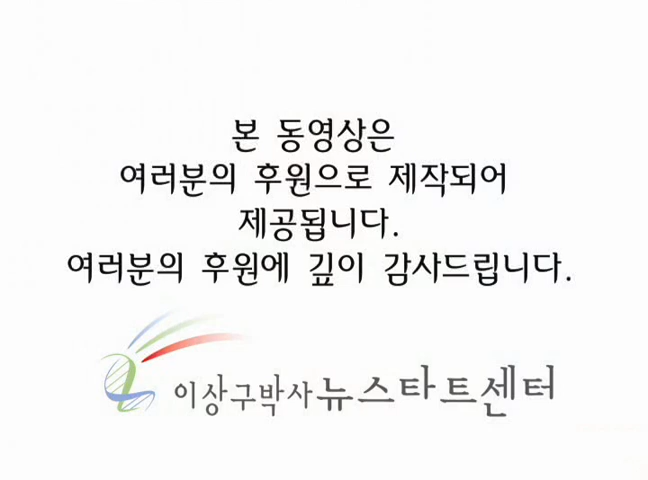 본 동영상은
여러분의 후원으로 제작되어
제공됩니다.
여러분의 후원에 깊이 감사드립니다.
이상구박사뉴스타트센터